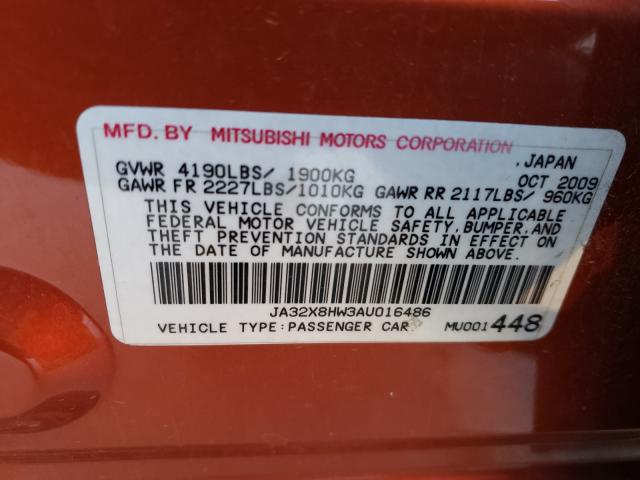 MFD. BY MITSUBISHI MOTORS CORPORATION
.JAPAN
GVWR 4190LBS/ 1900KG OCT 2009
GAWR FR 2227LBS/1010KG GAWR RR 2117LBS/ 960KG
THIS VEHICLE CONFORMS TO ALL APPLICABLE
FEDERAL MOTOR VEHICLE SAFETY, BUMPER, AND
THEFT PREVENTION STANDARDS IN EFFECT ON
THE DATE OF MANUFACTURE SHOWN ABOVE.
JA32X8HW3AU016486
VEHICLE TYPE:PASSENGER CAR MU001448